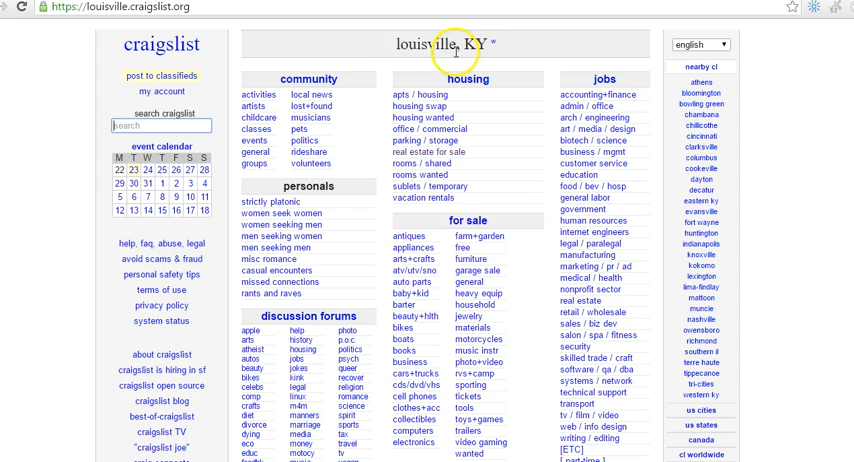 https://louisville.craigslist.org
craigslist
post to classifieds
my account
search craigslist
search
event calendar
M T W T F S S
22 23 24 25 26 27 28
29 30 31 1 2 3 4
5 6 7 8 9 10 11
12 13 14 15 16 17 18
help, faq, abuse, legal
avoid scams & fraud
personal safety tips
terms of use
privacy policy
system status
about craigslist
craigslist is hiring in sf
craigslist open source
craigslist blog
best-of-craigslist
craigslist TV
"craigslist joe"
louisville, KY w
community
activities local news
artists lost+found
childcare musicians
classes pets
events politics
general rideshare
groups volunteers
personals
strictly platonic
women seek women
women seeking men
men seeking women
men seeking men
misc romance
casual encounters
missed connections
rants and raves
discussion forums
apple help photo
arts history p.o.c.
atheist housing politics
autos jobs psych
beauty jokes queer
bikes kink recover
celebs legal religion
comp linux romance
crafts m4m science
diet manners spirit
divorce marriage sports
dying media tax
eco money travel
educ motocy tv
housing
apts / housing
housing swap
housing wanted
office / commercial
parking / storage
real estate for sale
rooms / shared
rooms wanted
sublets / temporary
vacation rentals
for sale
antiques farm+garden
appliances free
arts+crafts furniture
atv/utv/sno garage sale
auto parts general
baby+kid heavy equip
barter household
beauty+hlth jewelry
bikes materials
boats motorcycles
books music instr
business photo+video
cars+trucks rvs+camp
cds/dvd/vhs sporting
cell phones tickets
clothes+acc tools
collectibles toys+games
computers trailers
electronics video gaming
wanted
jobs
accounting+finance
admin / office
arch / engineering
art / media / design
biotech / science
business / mgmt
customer service
education
food / bev / hosp
general labor
government
human resources
internet engineers
legal / paralegal
manufacturing
marketing / pr / ad
medical / health
nonprofit sector
real estate
retail / wholesale
sales / biz dev
salon / spa / fitness
security
skilled trade / craft
software / qa / dba
systems / network
technical support
transport
tv / film / video
web / info design
writing / editing
[ETC]
[ part-time ]
english
nearby cl
athens
bloomington
bowling green
chambana
chillicothe
cincinnati
clarksville
columbus
cookeville
dayton
decatur
eastern ky
evansville
fort wayne
huntington
indianapolis
knoxville
kokomo
lexington
lima-findlay
mattoon
muncie
nashville
owensboro
richmond
southern il
terre haute
tippecanoe
tri-cities
western ky
us cities
us states
canada
cl worldwide